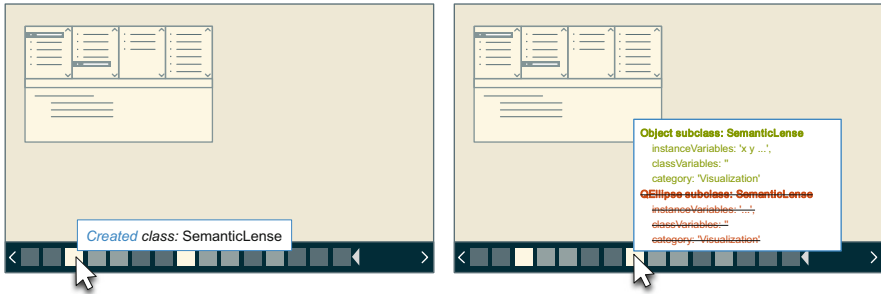 Created class: SemanticLense
Object subclass: SemanticLense
instanceVariables: 'x y ...',
classVariables: ''
category: 'Visualization'
QEllipse subclass: SemanticLense
instanceVariables: '...',
classVariables: ''
category: 'Visualization'